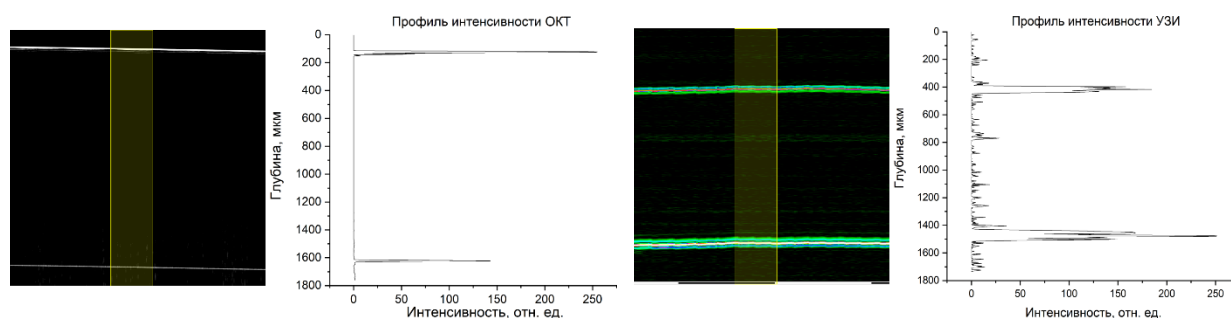 Профиль интенсивности ОКТ
0
200
400
600
800
1000
1200
1400
1600
1800
Глубина, мкм
0 50 100 150 200 250
Интенсивность, отн. ед.
Профиль интенсивности УЗИ
0
200
400
600
800
1000
1200
1400
1600
1800
Глубина, мкм
0 50 100 150 200 250
Интенсивность, отн. ед.